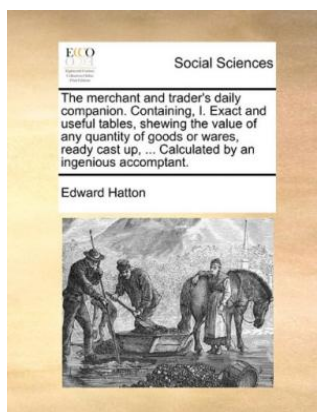 ECCO
Social Sciences
The merchant and trader's daily
companion. Containing, I. Exact and
useful tables, shewing the value of
any quantity of goods or wares,
ready cast up, ... Calculated by an
ingenious accomptant.
Edward Hatton